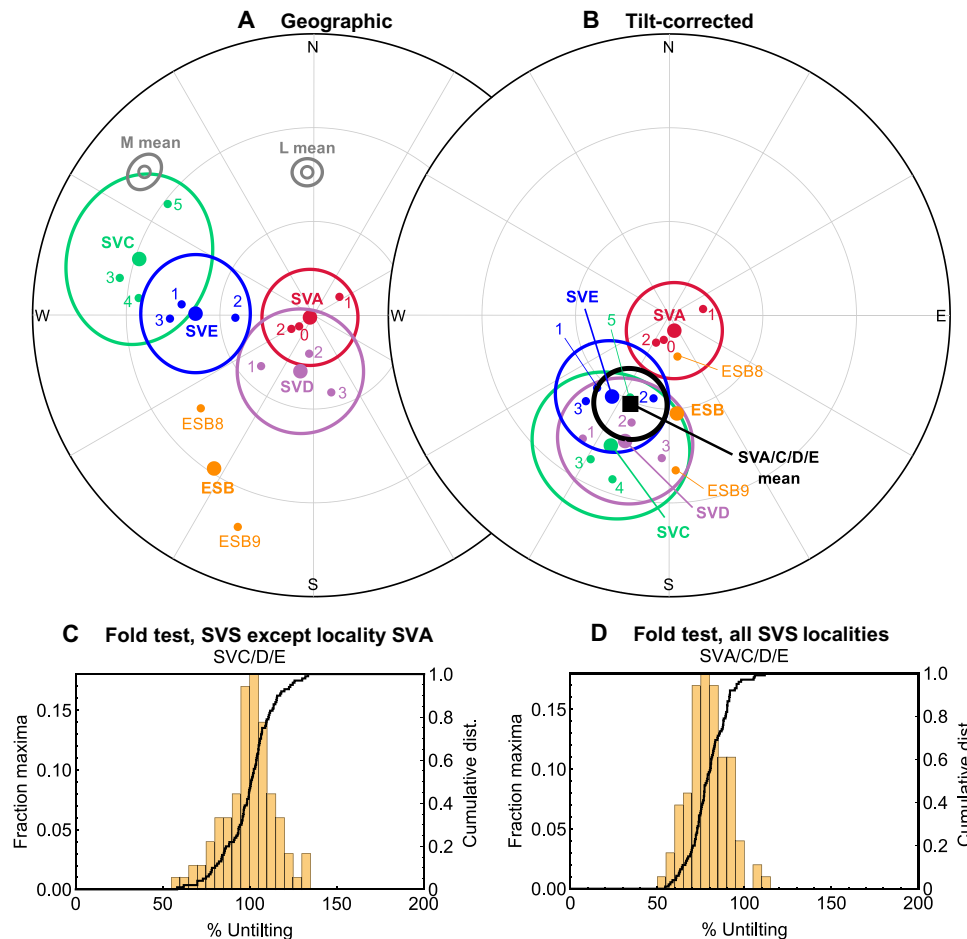 A Geographic
B Tilt-corrected
N
N
M mean
L mean
5
SVC
3
4
1
3
SVE
2
SVA
1
2
0
2
1
SVD
3
W
ESB8
ESB
ESB9
S
W
E
SVE
5
1
SVA
1
2
0
ESB8
3
2
ESB
2
1
3
SVA/C/D/E
mean
3
4
ESB9
SVD
SVC
S
C Fold test, SVS except locality SVA
SVC/D/E
Fraction maxima
0.15
0.10
0.05
0.00
1.0
0.8
0.6
0.4
0.2
0
Cumulative dist.
0 50 100 150 200
% Untilting
D Fold test, all SVS localities
SVA/C/D/E
Fraction maxima
0.15
0.10
0.05
0.00
1.0
0.8
0.6
0.4
0.2
0
Cumulative dist.
0 50 100 150 200
% Untilting